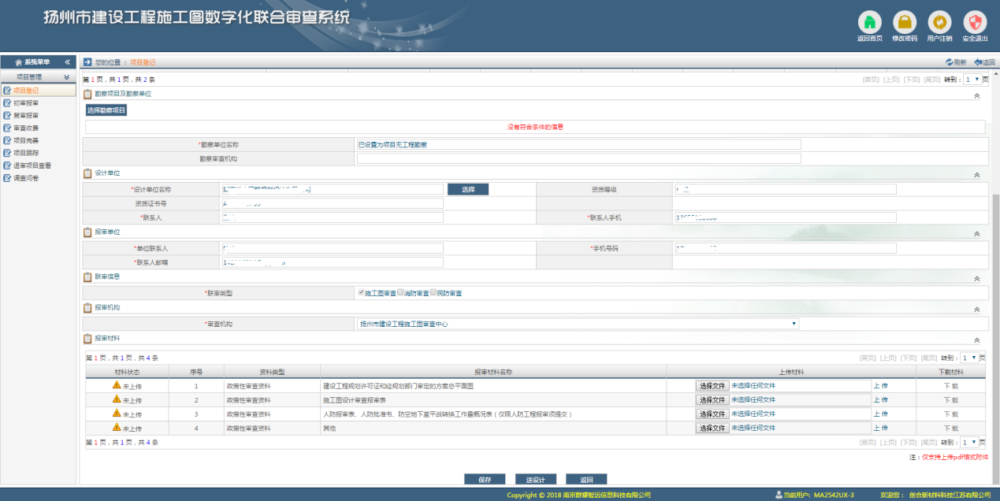 扬州市建设工程施工图数字化联合审查系统
返回首页 修改密码 用户注销 安全退出
系统菜单 «
您的位置 : 项目登记
刷新 返回
项目管理
项目登记
初审报审
复审报审
审查收费
项目完善
项目跟踪
退审项目查看
调查问卷
第 1 页 , 共 1 页 , 共 2 条
[首页] [上页] [下页] [尾页] 转到 : 1 页
勘察项目及勘察单位
选择勘察项目
没有符合条件的信息
*勘察单位名称 已设置为项目无工程勘察
勘察审查机构
设计单位
*设计单位名称 选择 资质等级
资质证书号
*联系人 *联系人手机
报审单位
*单位联系人 *手机号码
*联系人邮箱
联审信息
*联审类型 施工图审查 消防审查 民防审查
报审机构
*审查机构 扬州市建设工程施工图审查中心
报审材料
第 1 页 , 共 1 页 , 共 4 条
[首页] [上页] [下页] [尾页] 转到 : 1 页
材料状态 序号 资料类型 报审材料名称 上传材料 下载材料
未上传 1 政策性审查资料 建设工程规划许可证和经规划部门审定的方案总平面图 选择文件 未选择任何文件 上传 下载
未上传 2 政策性审查资料 施工图设计审查报审表 选择文件 未选择任何文件 上传 下载
未上传 3 政策性审查资料 人防报审表、人防批准书、防空地下室平战转换工作量概况表（仅限人防工程报审须提交） 选择文件 未选择任何文件 上传 下载
未上传 4 政策性审查资料 其他 选择文件 未选择任何文件 上传 下载
第 1 页 , 共 1 页 , 共 4 条
[首页] [上页] [下页] [尾页] 转到 : 1 页
注 : 仅支持上传pdf格式附件
保存 送设计 返回
Copyright © 2018 南京群耀智远信息科技有限公司
当前用户: MA2542UX-3 欢迎您 : 创合新材料科技江苏有限公司